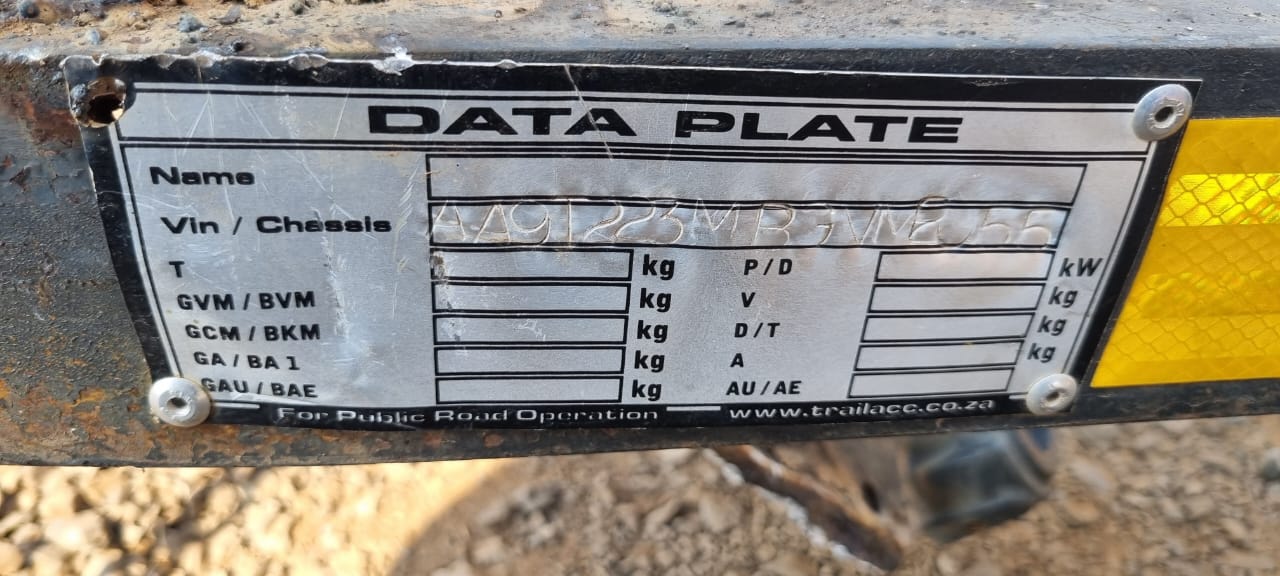 DATA PLATE
Name
Vin / Chassis
T kg P/D kW
GVM / BVM kg V kg
GCM / BKM kg D/T kg
GA / BA 1 kg A kg
GAU / BAE kg AU / AE
For Public Road Operation www.trailacc.co.za